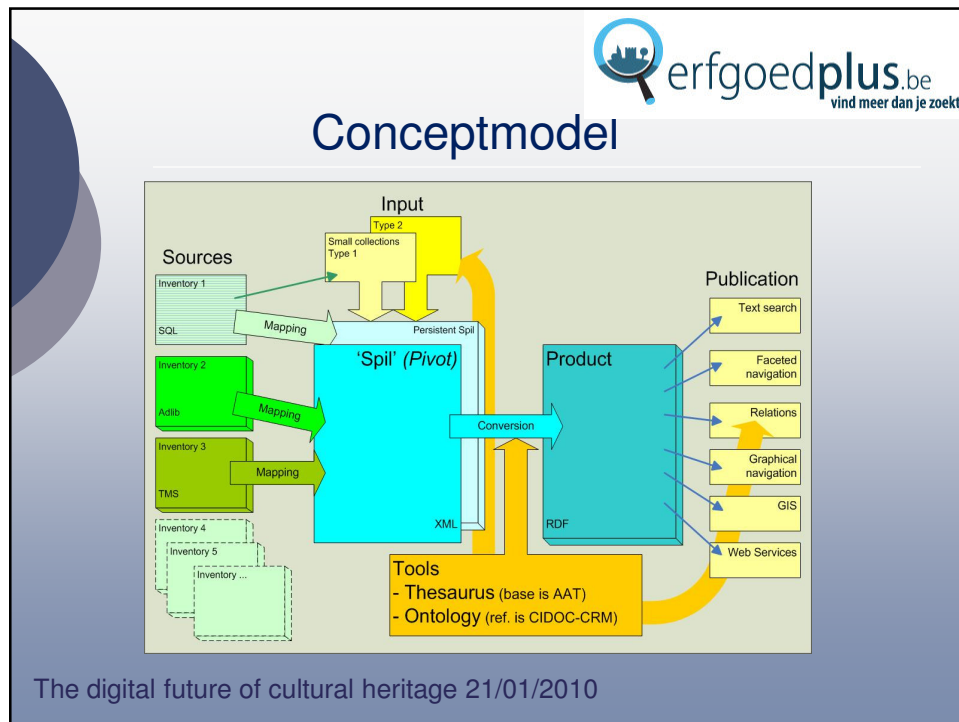 erfgoedplus.be
vind meer dan je zoekt
Conceptmodel
Input
Type 2
Small collections
Type 1
Sources
Inventory 1
SQL
Mapping
Persistent Spil
'Spil' (Pivot)
XML
Inventory 2
Adlib
Mapping
Inventory 3
TMS
Mapping
Inventory 4
Inventory 5
Inventory ...
Conversion
Product
RDF
Tools
- Thesaurus (base is AAT)
- Ontology (ref. is CIDOC-CRM)
Publication
Text search
Faceted
navigation
Relations
Graphical
navigation
GIS
Web Services
The digital future of cultural heritage 21/01/2010